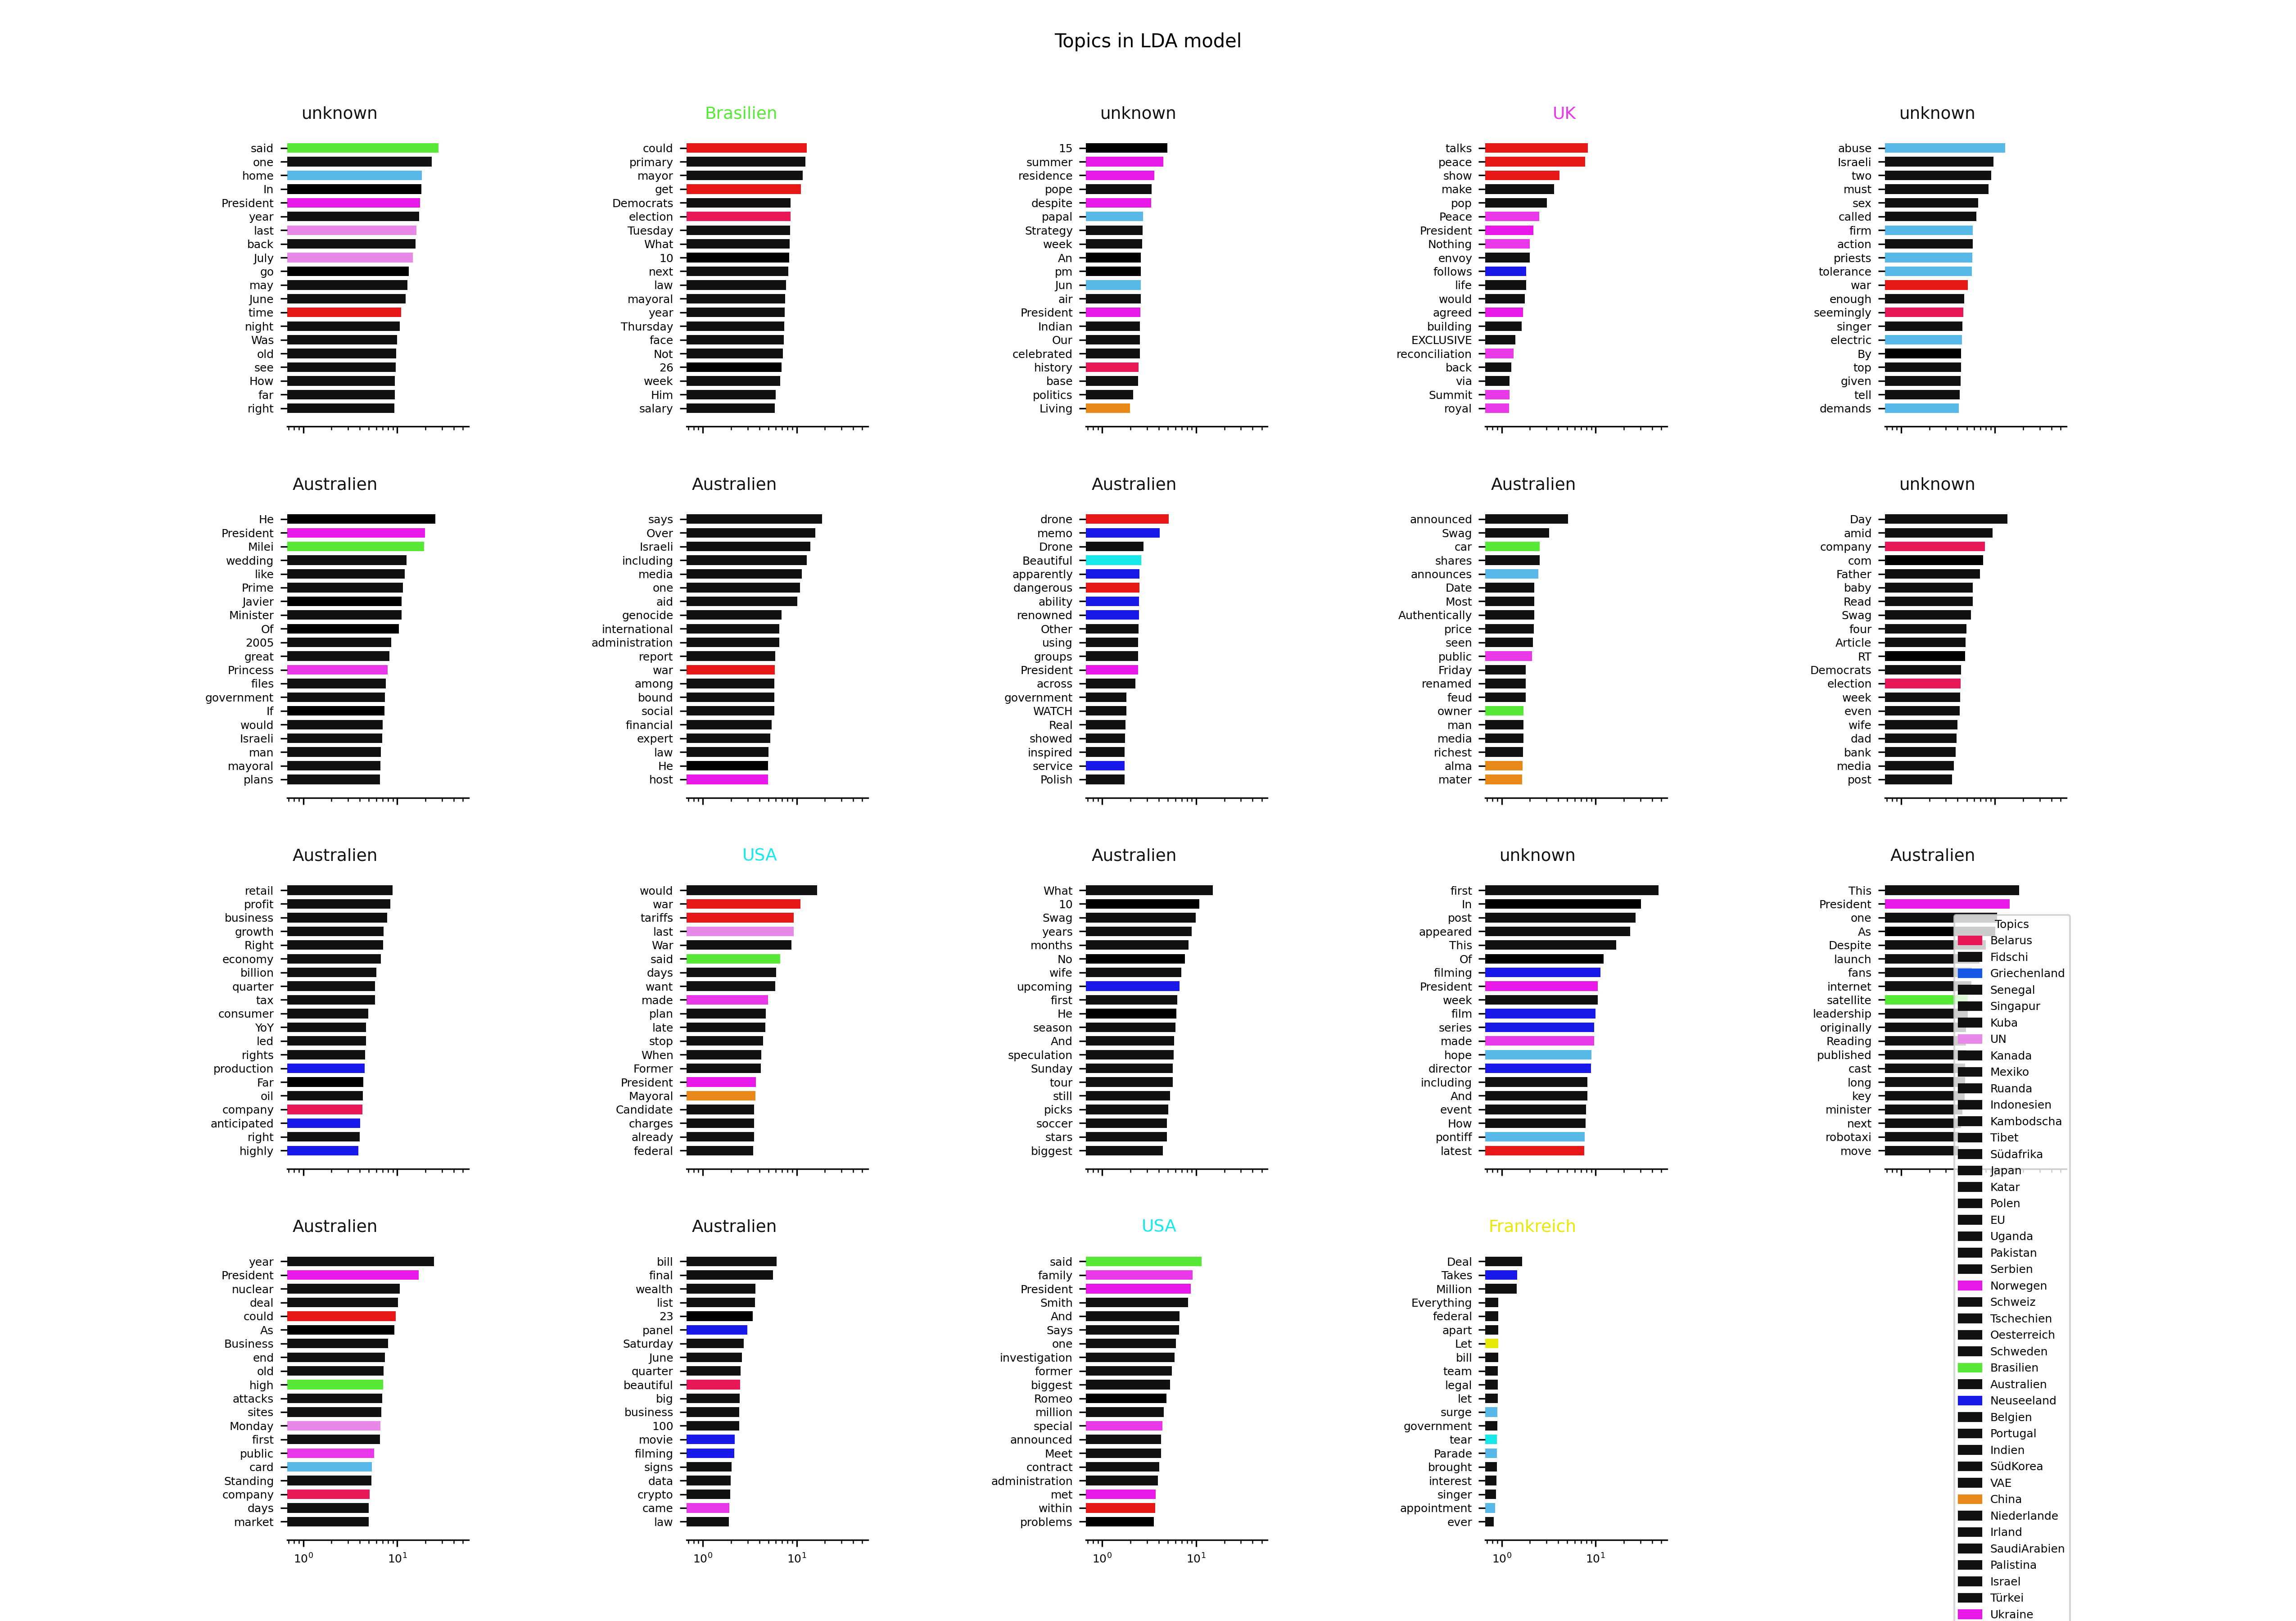 Topics in LDA model
unknown
said
one
home
In
President
year
last
back
July
go
may
June
time
night
Was
old
see
How
far
right
Brasilien
could
primary
mayor
get
Democrats
election
Tuesday
What
10
next
law
mayoral
year
Thursday
face
Not
26
week
Him
salary
unknown
15
summer
residence
pope
despite
papal
Strategy
week
An
pm
Jun
air
President
Indian
Our
celebrated
history
base
politics
Living
UK
talks
peace
show
make
pop
Peace
President
Nothing
envoy
follows
life
would
agreed
building
EXCLUSIVE
reconciliation
back
via
Summit
royal
unknown
abuse
Israeli
two
must
sex
called
firm
action
priests
tolerance
war
enough
seemingly
singer
electric
By
top
given
tell
demands
Australien
He
President
Milei
wedding
like
Prime
Javier
Minister
Of
2005
great
Princess
files
government
If
would
Israeli
man
mayoral
plans
Australien
says
Over
Israeli
including
media
one
aid
genocide
international
administration
report
war
among
bound
social
financial
expert
law
He
host
Australien
drone
memo
Drone
Beautiful
apparently
dangerous
ability
renowned
Other
using
groups
President
across
government
WATCH
Real
showed
inspired
service
Polish
Australien
announced
Swag
car
shares
announces
Date
Most
Authentically
price
seen
public
Friday
renamed
feud
owner
man
media
richest
alma
mater
unknown
Day
amid
company
com
Father
baby
Read
Swag
four
Article
RT
Democrats
election
week
even
wife
dad
bank
media
post
Australien
retail
profit
business
growth
Right
economy
billion
quarter
tax
consumer
YoY
led
rights
production
Far
oil
company
anticipated
right
highly
USA
would
war
tariffs
last
War
said
days
want
made
plan
late
stop
When
Former
President
Mayoral
Candidate
charges
already
federal
Australien
What
10
Swag
years
months
No
wife
upcoming
first
He
season
And
speculation
Sunday
tour
still
picks
soccer
stars
biggest
unknown
first
In
post
appeared
This
Of
filming
President
week
film
series
made
hope
director
including
And
event
How
pontiff
latest
Australien
This
President
one
As
Despite
launch
fans
internet
satellite
leadership
originally
Reading
published
cast
long
key
minister
next
robotaxi
move
Australien
year
President
nuclear
deal
could
As
Business
end
old
high
attacks
sites
Monday
first
public
card
Standing
company
days
market
10⁰ 10¹
Australien
bill
final
wealth
list
23
panel
Saturday
June
quarter
beautiful
big
business
100
movie
filming
signs
data
crypto
came
law
10⁰ 10¹
USA
said
family
President
Smith
And
Says
one
investigation
former
biggest
Romeo
million
special
announced
Meet
contract
administration
met
within
problems
10⁰ 10¹
Frankreich
Deal
Takes
Million
Everything
federal
apart
Let
bill
team
legal
let
surge
government
tear
Parade
brought
interest
singer
appointment
ever
10⁰ 10¹
Topics
Belarus
Fidschi
Griechenland
Senegal
Singapur
Kuba
UN
Kanada
Mexiko
Ruanda
Indonesien
Kambodscha
Tibet
Südafrika
Japan
Katar
Polen
EU
Uganda
Pakistan
Serbien
Norwegen
Schweiz
Tschechien
Oesterreich
Schweden
Brasilien
Australien
Neuseeland
Belgien
Portugal
Indien
SüdKorea
VAE
China
Niederlande
Irland
SaudiArabien
Palistina
Israel
Türkei
Ukraine